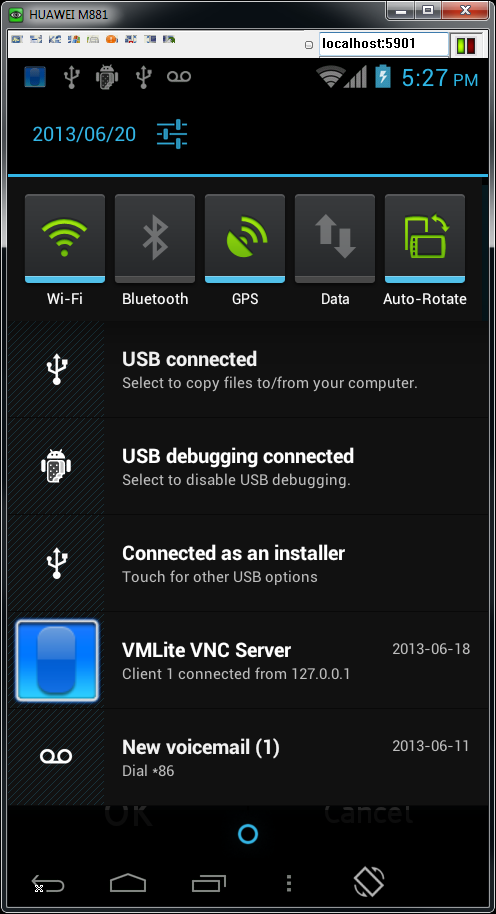 HUAWEI M881
localhost:5901
5:27 PM
2013/06/20
Wi-Fi
Bluetooth
GPS
Data
Auto-Rotate
USB connected
Select to copy files to/from your computer.
USB debugging connected
Select to disable USB debugging.
Connected as an installer
Touch for other USB options
VMLite VNC Server
2013-06-18
Client 1 connected from 127.0.0.1
New voicemail (1)
2013-06-11
Dial *86
OK
Cancel